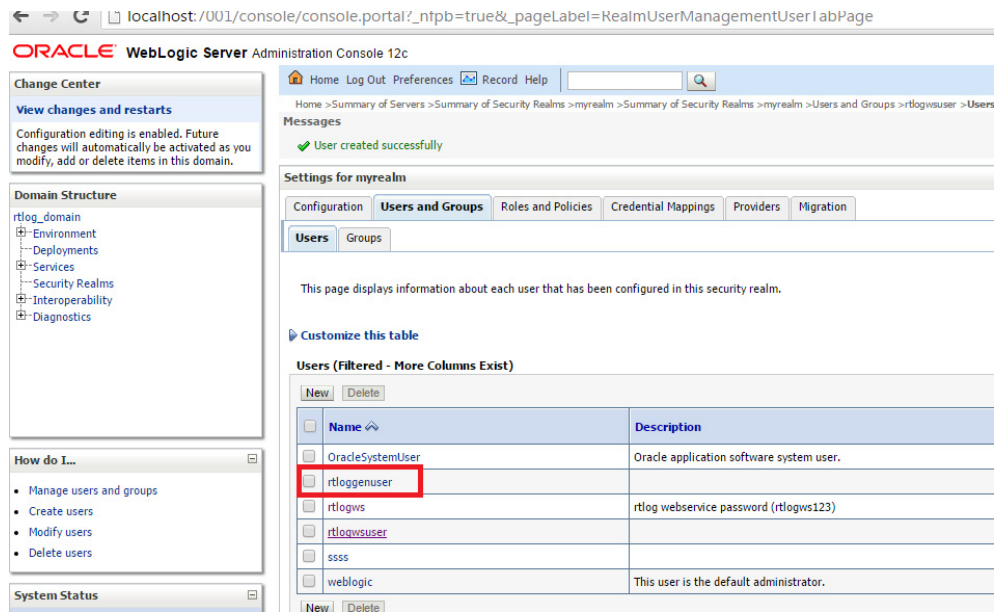 localhost:7001/console/console.portal?_nfpb=true&_pageLabel=RealmUserManagementUserTabPage
ORACLE WebLogic Server Administration Console 12c
Change Center
View changes and restarts
Configuration editing is enabled. Future
changes will automatically be activated as you
modify, add or delete items in this domain.
Domain Structure
rtlog_domain
Environment
Deployments
Services
Security Realms
Interoperability
Diagnostics
How do I...
Manage users and groups
Create users
Modify users
Delete users
System Status
Home Log Out Preferences Record Help
Home >Summary of Servers >Summary of Security Realms >myrealm >Summary of Security Realms >myrealm >Users and Groups >rtlogwsuser >Users
Messages
User created successfully
Settings for myrealm
Configuration Users and Groups Roles and Policies Credential Mappings Providers Migration
Users Groups
This page displays information about each user that has been configured in this security realm.
Customize this table
Users (Filtered - More Columns Exist)
New Delete
Name Description
OracleSystemUser Oracle application software system user.
rtloggenuser
rtlogws rtlog webservice password (rtlogws123)
rtlogwsuser
ssss
weblogic This user is the default administrator.
New Delete